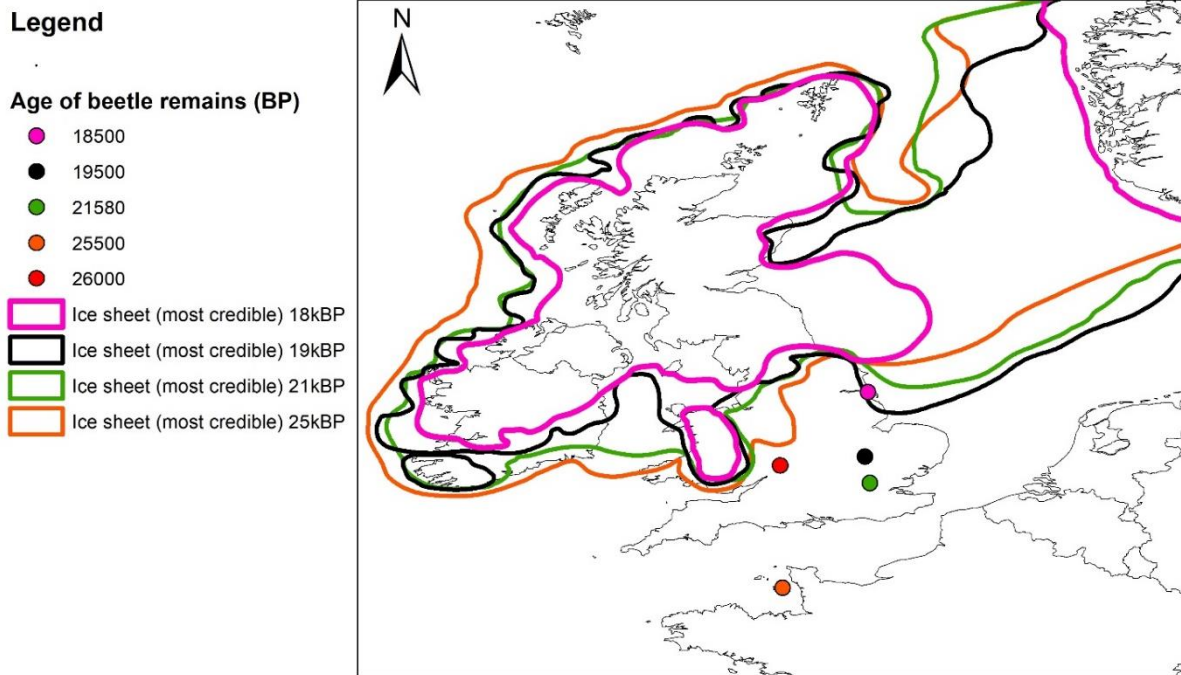 Legend
.
Age of beetle remains (BP)
18500
19500
21580
25500
26000
Ice sheet (most credible) 18kBP
Ice sheet (most credible) 19kBP
Ice sheet (most credible) 21kBP
Ice sheet (most credible) 25kBP
N